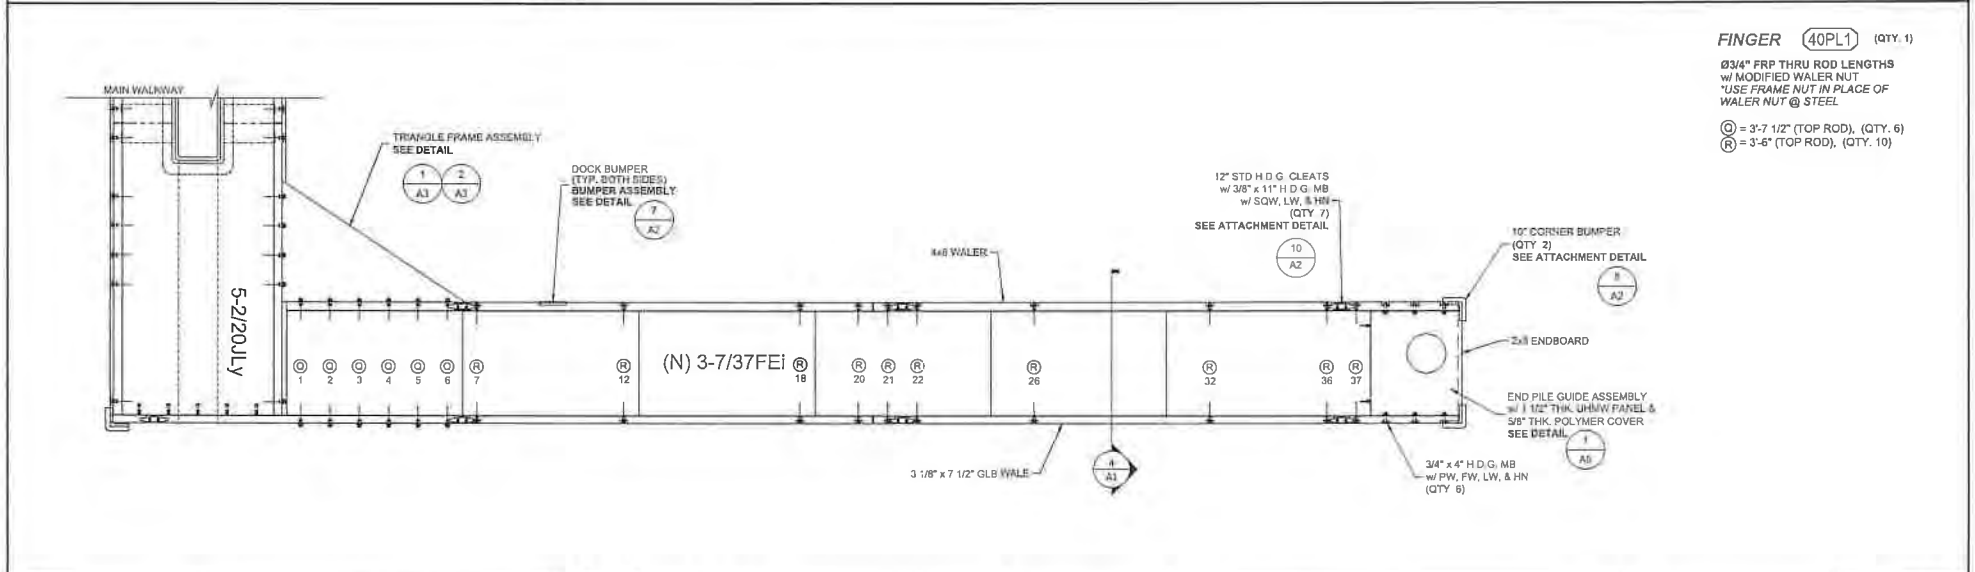 FINGER 40PL1 (QTY. 1)
Ø3/4" FRP THRU ROD LENGTHS
w/ MODIFIED WALER NUT
*USE FRAME NUT IN PLACE OF
WALER NUT @ STEEL
Q = 3'-7 1/2" (TOP ROD), (QTY. 6)
R = 3'-6" (TOP ROD), (QTY. 10)
MAIN WALKWAY
TRIANGLE FRAME ASSEMBLY
SEE DETAIL
1 2
A3 A3
DOCK BUMPER
(TYP. BOTH SIDES)
BUMPER ASSEMBLY
SEE DETAIL
7
A2
4x8 WALER
12" STD H.D.G. CLEATS
w/ 3/8" x 11" H.D.G. MB
w/ SQW, LW, & HN
(QTY 7)
SEE ATTACHMENT DETAIL
10
A2
10" CORNER BUMPER
(QTY 2)
SEE ATTACHMENT DETAIL
8
A2
2x8 ENDBOARD
5-2/20JLy
(N) 3-7/37FEi
Q Q Q Q Q Q R R R R R R R R R R
1 2 3 4 5 6 7 12 18 20 21 22 26 32 36 37
END PILE GUIDE ASSEMBLY
w/ 1 1/2" THK. UHMW PANEL &
5/8" THK. POLYMER COVER
SEE DETAIL
1
A5
3 1/8" x 7 1/2" GLB WALE
4
A1
3/4" x 4" H.D.G. MB
w/ PW, FW, LW, & HN
(QTY 6)